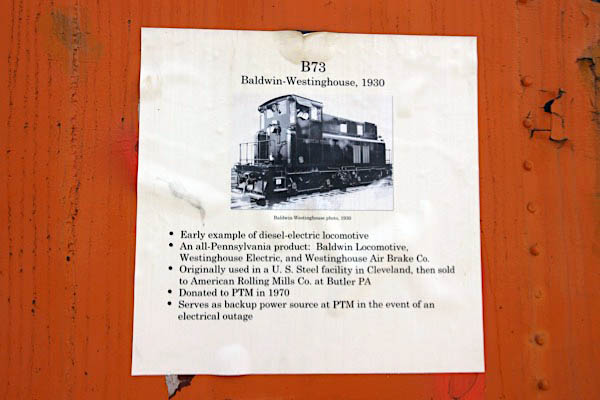 B73
Baldwin-Westinghouse, 1930
Baldwin-Westinghouse photo, 1930
• Early example of diesel-electric locomotive
• An all-Pennsylvania product: Baldwin Locomotive,
Westinghouse Electric, and Westinghouse Air Brake Co.
• Originally used in a U. S. Steel facility in Cleveland, then sold
to American Rolling Mills Co. at Butler PA
• Donated to PTM in 1970
• Serves as backup power source at PTM in the event of an
electrical outage